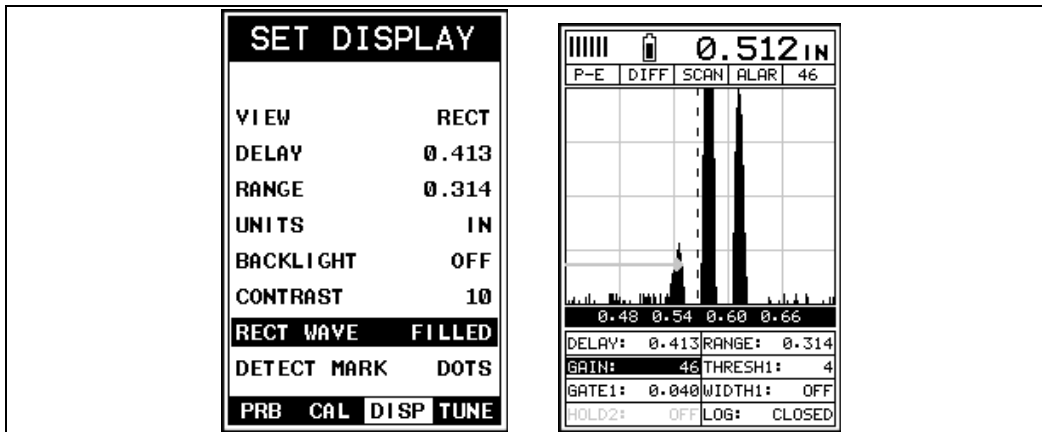 SET DISPLAY
VIEW RECT
DELAY 0.413
RANGE 0.314
UNITS IN
BACKLIGHT OFF
CONTRAST 10
RECT WAVE FILLED
DETECT MARK DOTS
PRB CAL DISP TUNE
0.512 IN
P-E DIFF SCAN ALAR 46
0.48 0.54 0.60 0.66
DELAY: 0.413 RANGE: 0.314
GAIN: 46 THRESH1: 4
GATE1: 0.040 WIDTH1: OFF
HOLD2: OFF LOG: CLOSED